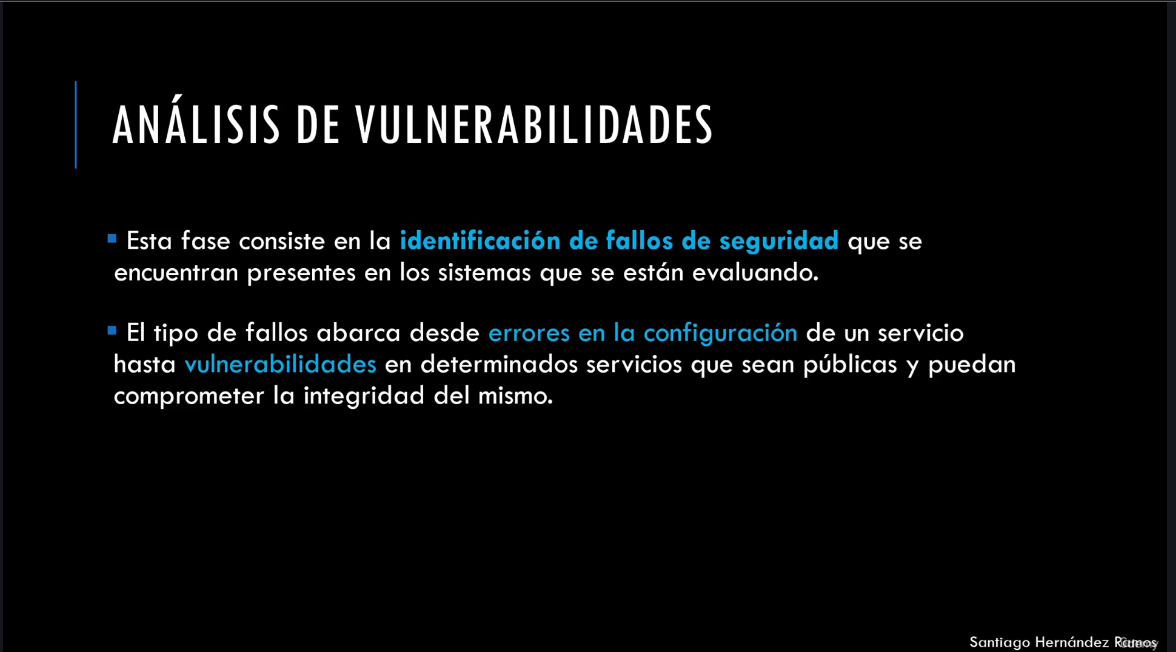 ANÁLISIS DE VULNERABILIDADES
▪ Esta fase consiste en la identificación de fallos de seguridad que se
encuentran presentes en los sistemas que se están evaluando.
▪ El tipo de fallos abarca desde errores en la configuración de un servicio
hasta vulnerabilidades en determinados servicios que sean públicas y puedan
comprometer la integridad del mismo.
Santiago Hernández Ramos